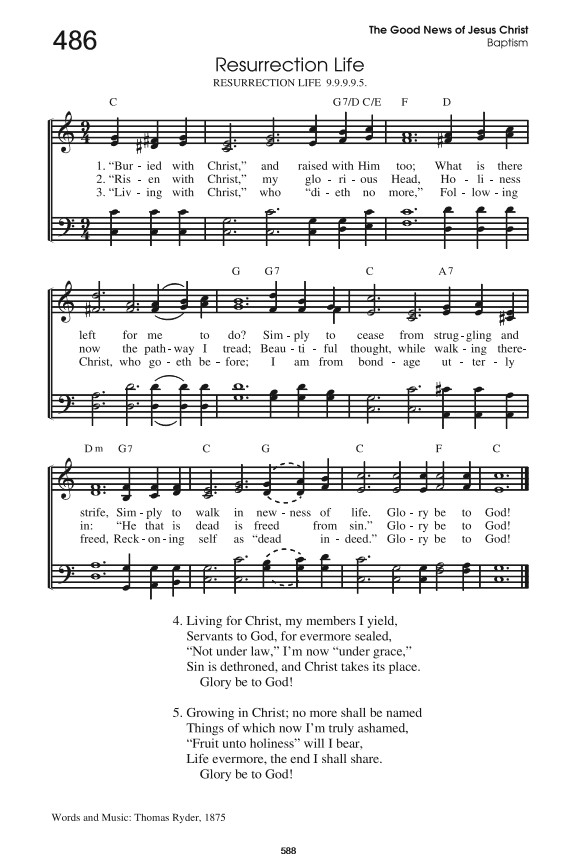 486
The Good News of Jesus Christ
Baptism
Resurrection Life
RESURRECTION LIFE 9.9.9.9.5.
C G7/D C/E F D
1. “Bur - ied with Christ,” and raised with Him too; What is there
2. “Ris - en with Christ,” my glo - ri - ous Head, Ho - li - ness
3. “Liv - ing with Christ,” who “di - eth no more,” Fol - low - ing
G G7 C A7
left for me to do? Sim - ply to cease from strug - gling and
now the path - way I tread; Beau - ti - ful thought, while walk - ing there-
Christ, who go - eth be - fore; I am from bond - age ut - ter - ly
Dm G7 C G C F C
strife, Sim - ply to walk in new - ness of life. Glo - ry be to God!
in: “He that is dead is freed from sin.” Glo - ry be to God!
freed, Reck - on - ing self as “dead in - deed.” Glo - ry be to God!
4. Living for Christ, my members I yield,
Servants to God, for evermore sealed,
“Not under law,” I’m now “under grace,”
Sin is dethroned, and Christ takes its place.
Glory be to God!
5. Growing in Christ; no more shall be named
Things of which now I’m truly ashamed,
“Fruit unto holiness” will I bear,
Life evermore, the end I shall share.
Glory be to God!
Words and Music: Thomas Ryder, 1875
588